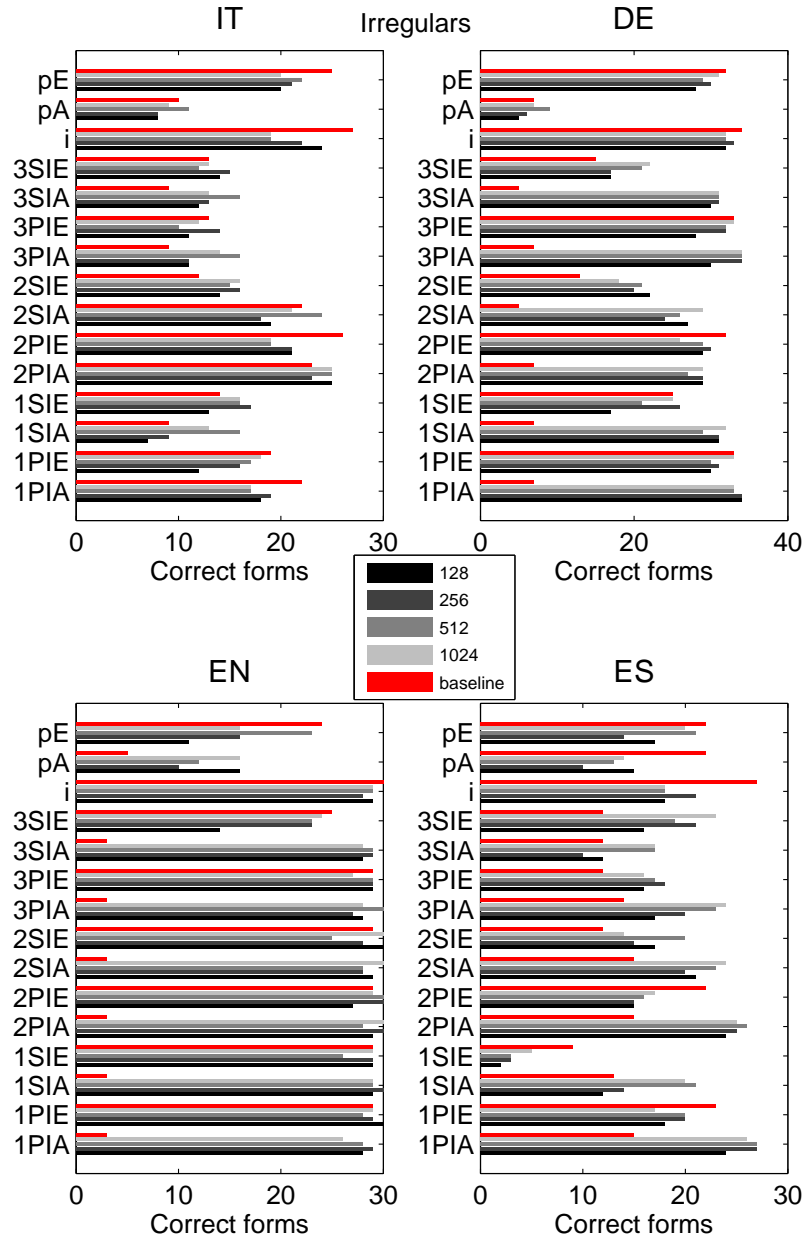 IT Irregulars DE
pE
pA
i
3SIE
3SIA
3PIE
3PIA
2SIE
2SIA
2PIE
2PIA
1SIE
1SIA
1PIE
1PIA
0 10 20 30
Correct forms
pE
pA
i
3SIE
3SIA
3PIE
3PIA
2SIE
2SIA
2PIE
2PIA
1SIE
1SIA
1PIE
1PIA
0 20 40
Correct forms
128
256
512
1024
baseline
EN
pE
pA
i
3SIE
3SIA
3PIE
3PIA
2SIE
2SIA
2PIE
2PIA
1SIE
1SIA
1PIE
1PIA
0 10 20 30
Correct forms
ES
pE
pA
i
3SIE
3SIA
3PIE
3PIA
2SIE
2SIA
2PIE
2PIA
1SIE
1SIA
1PIE
1PIA
0 10 20 30
Correct forms